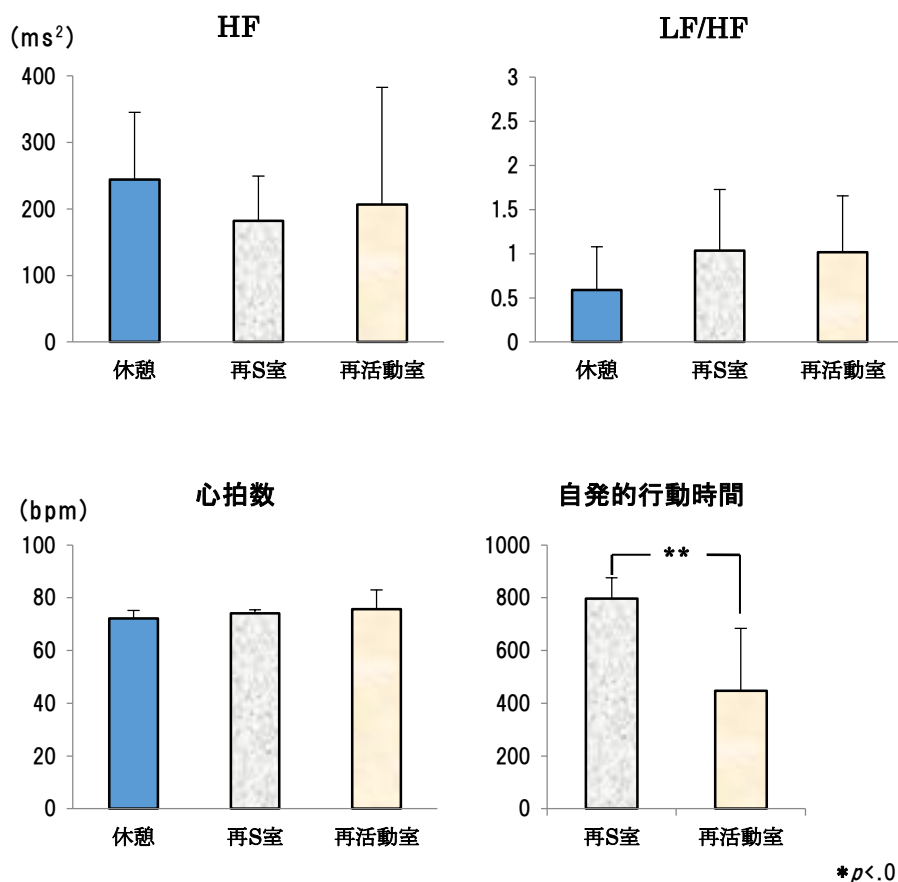 HF
(ms²)
400
300
200
100
0
休憩
再S室
再活動室
LF/HF
3
2.5
2
1.5
1
0.5
0
休憩
再S室
再活動室
心拍数
(bpm)
100
80
60
40
20
0
休憩
再S室
再活動室
自発的行動時間
1000
800
600
400
200
0
**
再S室
再活動室
*p<.0